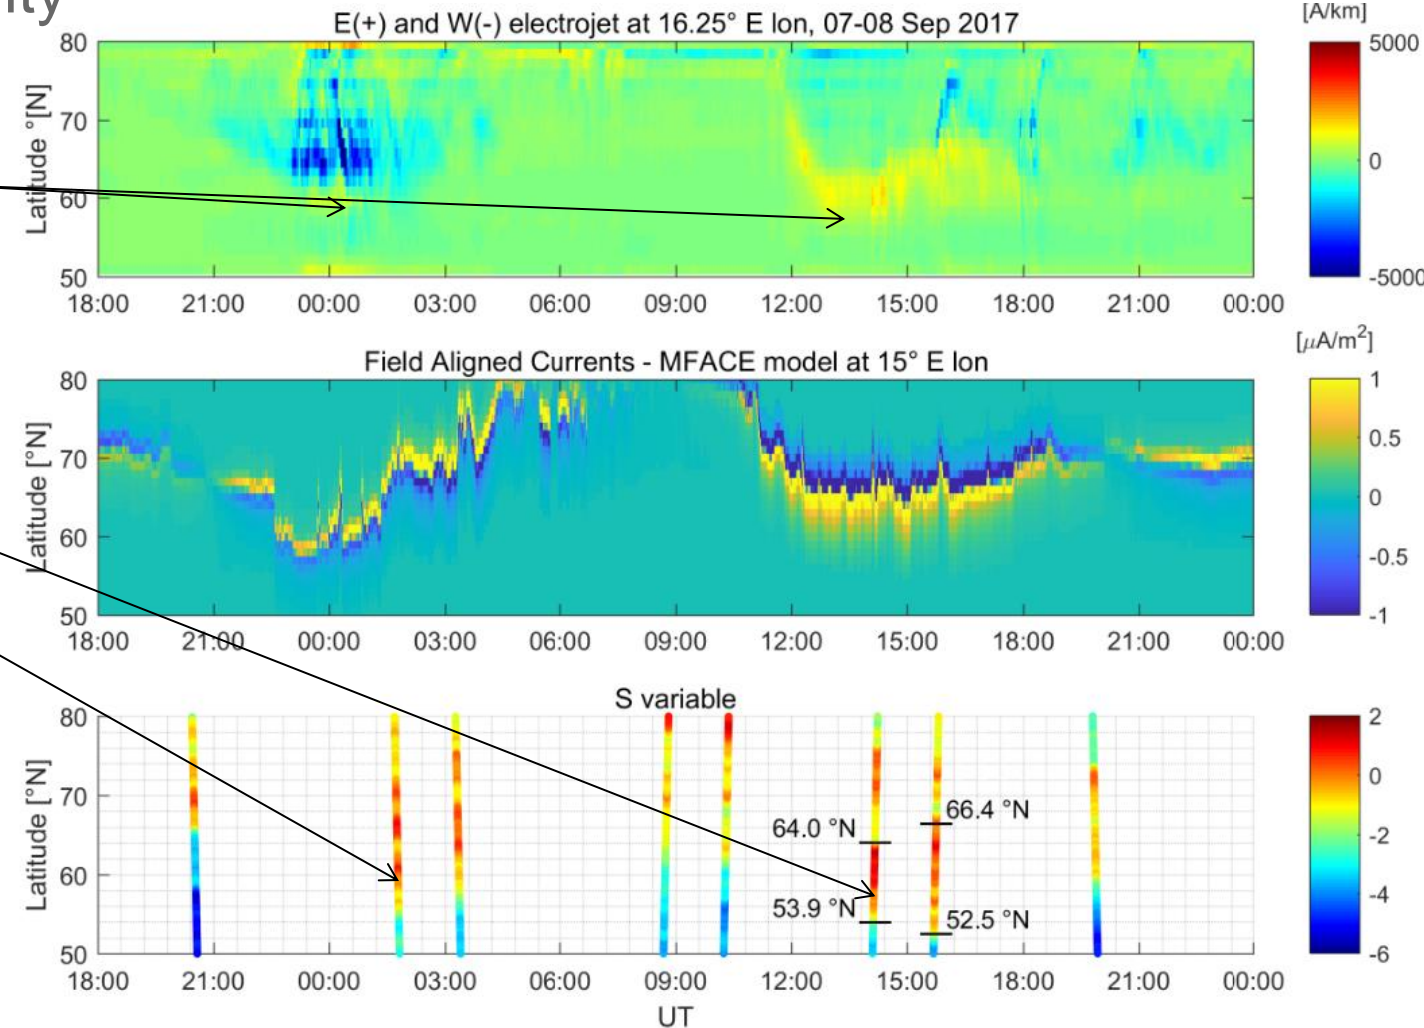 ity
E(+) and W(-) electrojet at 16.25° E lon, 07-08 Sep 2017
[A/km]
Latitude °[N]
80
70
60
50
18:00 21:00 00:00 03:00 06:00 09:00 12:00 15:00 18:00 21:00 00:00
5000
0
-5000
Field Aligned Currents - MFACE model at 15° E lon
[μA/m²]
Latitude [°N]
80
70
60
50
18:00 21:00 00:00 03:00 06:00 09:00 12:00 15:00 18:00 21:00 00:00
1
0.5
0
-0.5
-1
S variable
Latitude [°N]
80
70
60
50
64.0 °N
66.4 °N
53.9 °N
52.5 °N
18:00 21:00 00:00 03:00 06:00 09:00 12:00 15:00 18:00 21:00 00:00
UT
2
0
-2
-4
-6